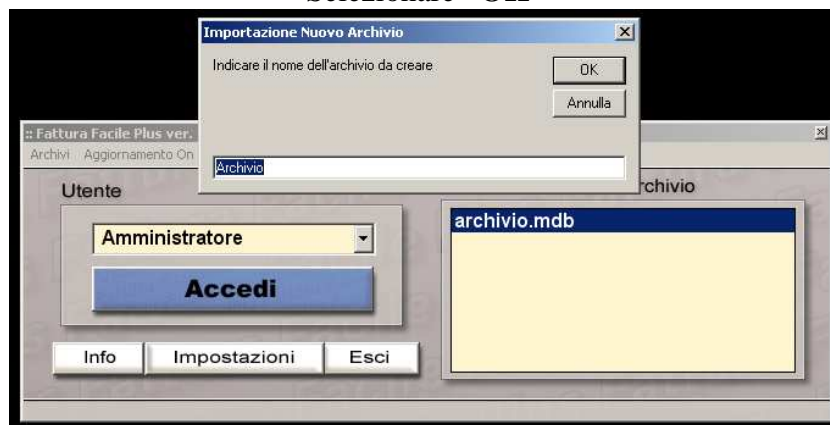 Importazione Nuovo Archivio
Indicare il nome dell'archivio da creare
OK
Annulla
Archivio
:: Fattura Facile Plus ver.
Archivi Aggiornamento On
Utente
rchivio
Amministratore
archivio.mdb
Accedi
Info Impostazioni Esci